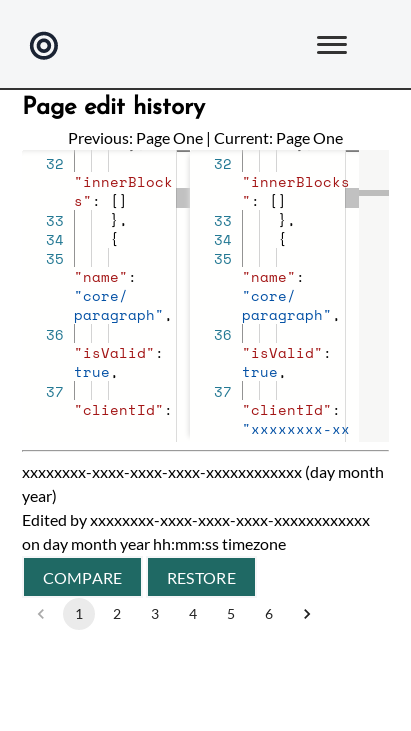 Page edit history
Previous: Page One | Current: Page One
32
"innerBlock
s": []
33 },
34 {
35
"name":
"core/
paragraph",
36
"isValid":
true,
37
"clientId":
32
"innerBlocks
": []
33 },
34 {
35
"name":
"core/
paragraph",
36
"isValid":
true,
37
"clientId":
"xxxxxxxx-xx
xxxxxxxx-xxxx-xxxx-xxxx-xxxxxxxxxxxx (day month
year)
Edited by xxxxxxxx-xxxx-xxxx-xxxx-xxxxxxxxxxxx
on day month year hh:mm:ss timezone
COMPARE RESTORE
1 2 3 4 5 6